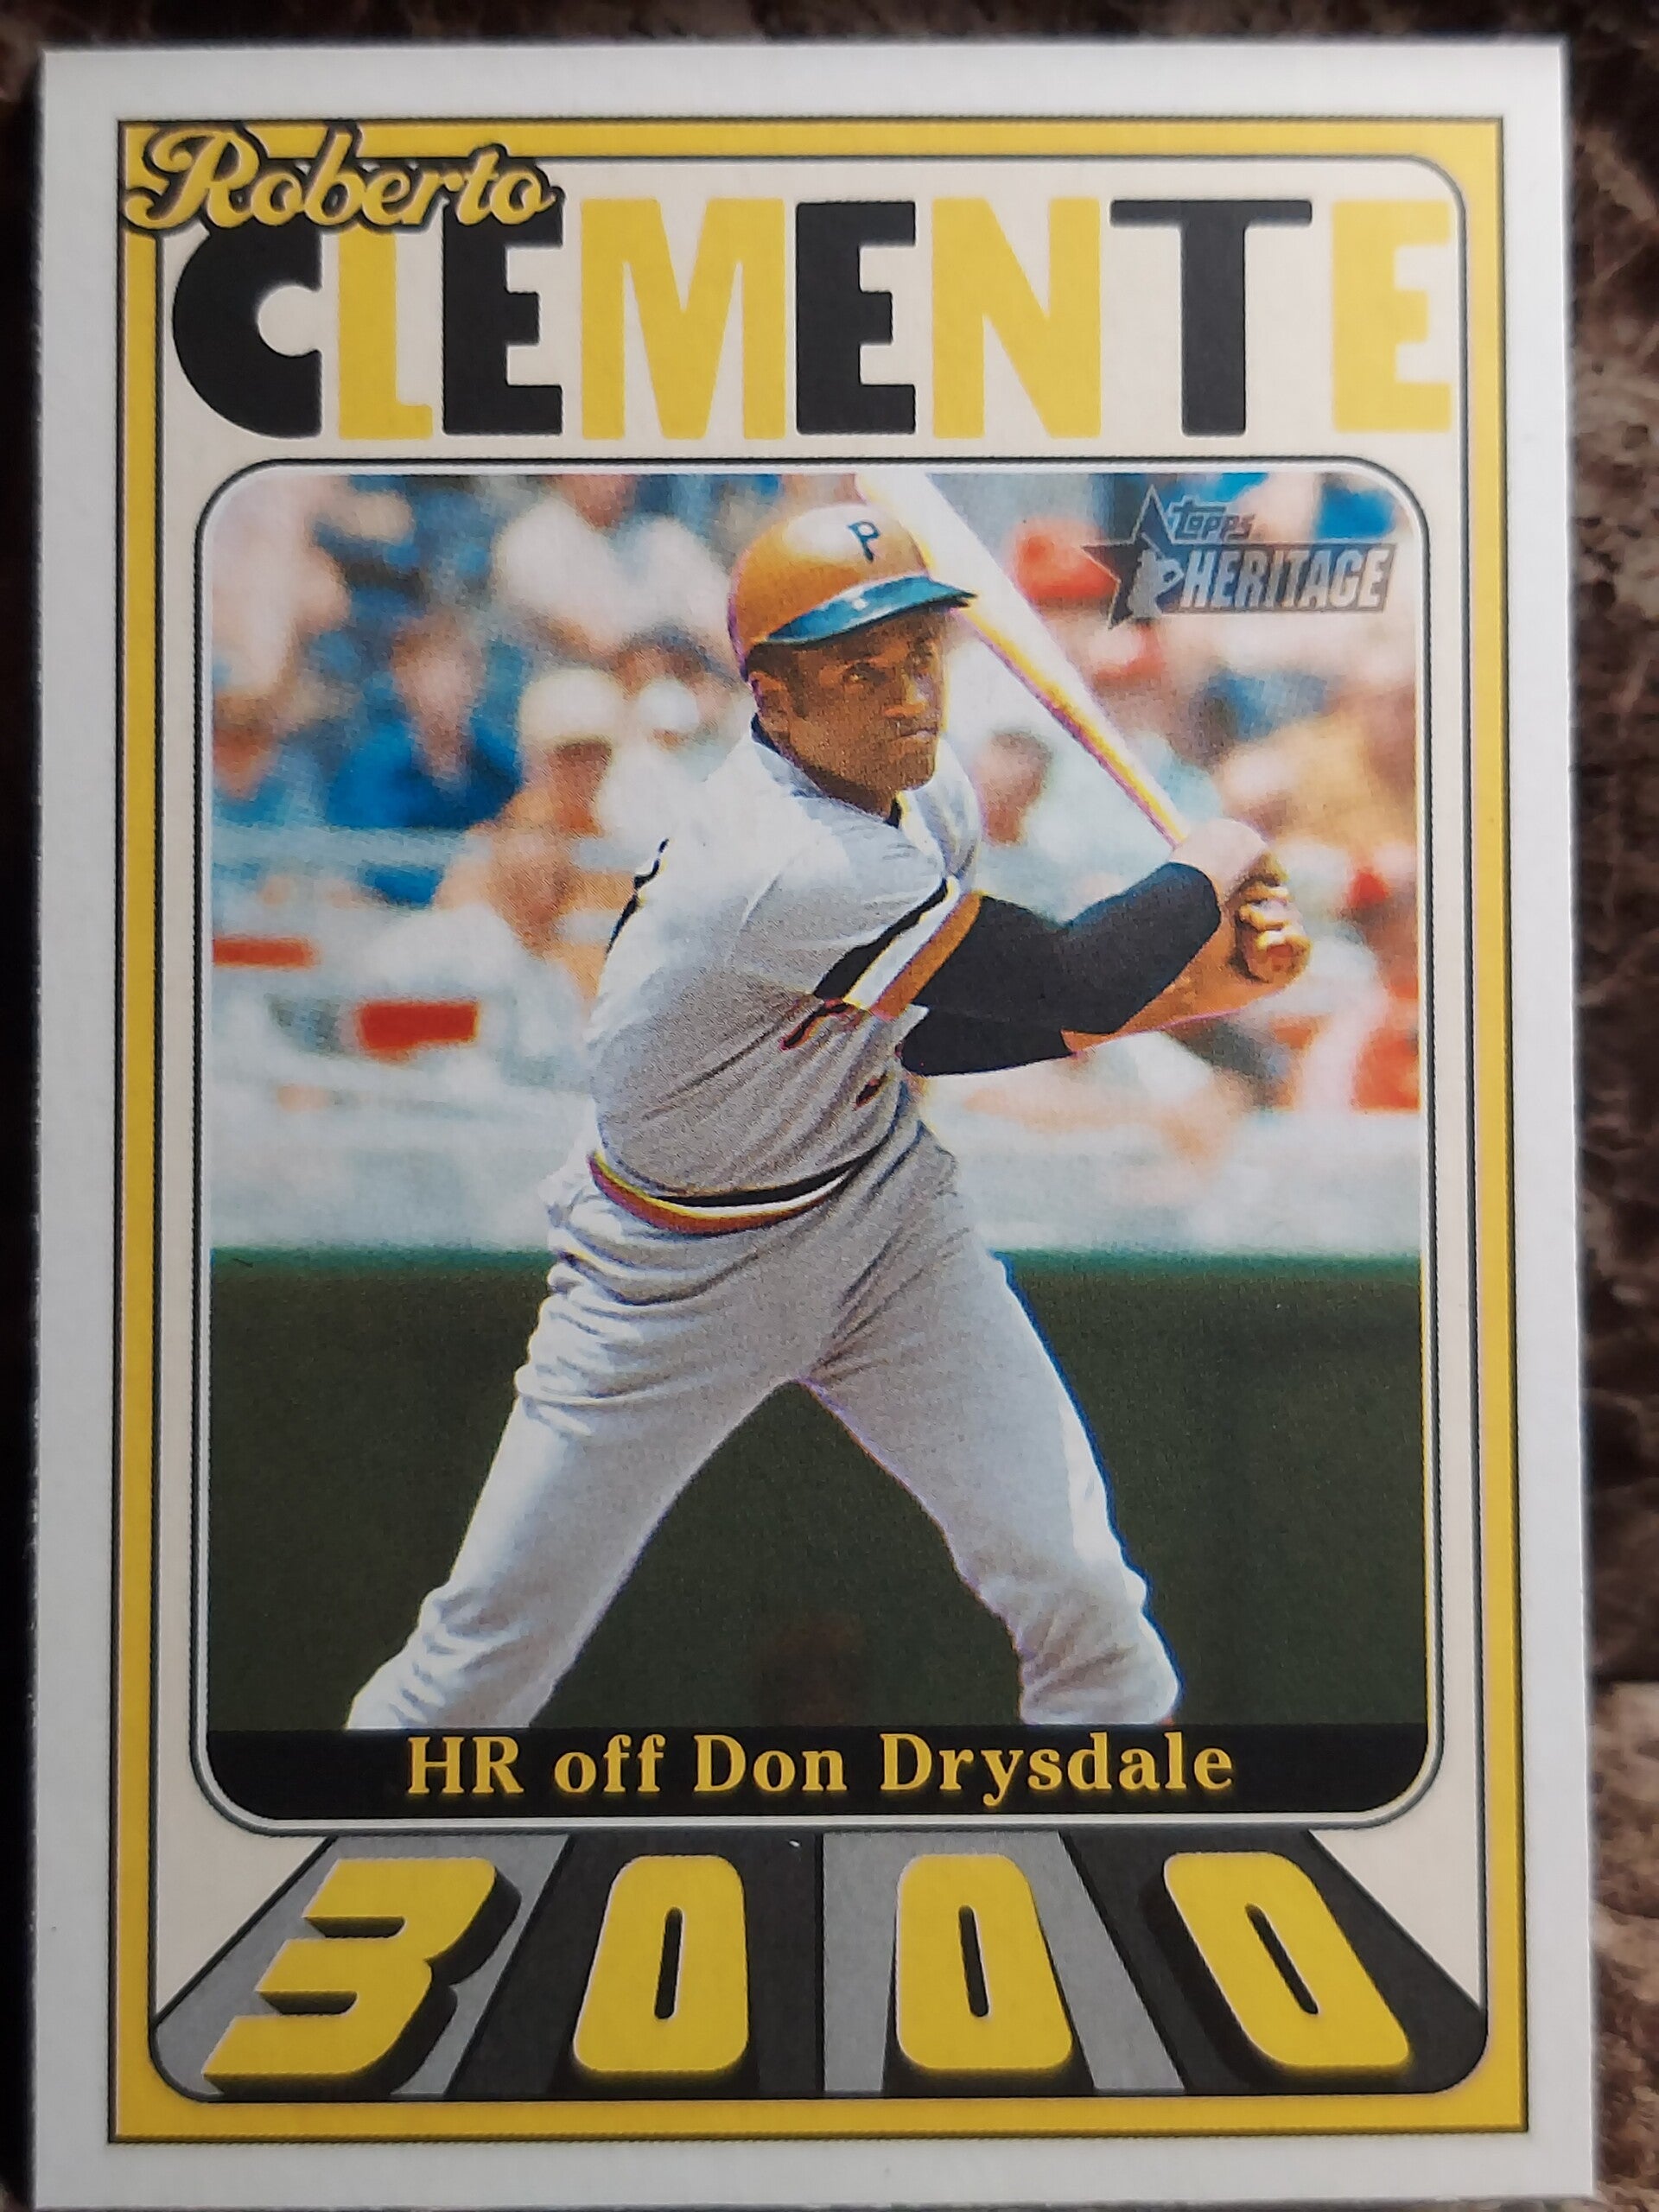 Roberto
CLEMENTE
P
Topps
HERITAGE
HR off Don Drysdale
3000